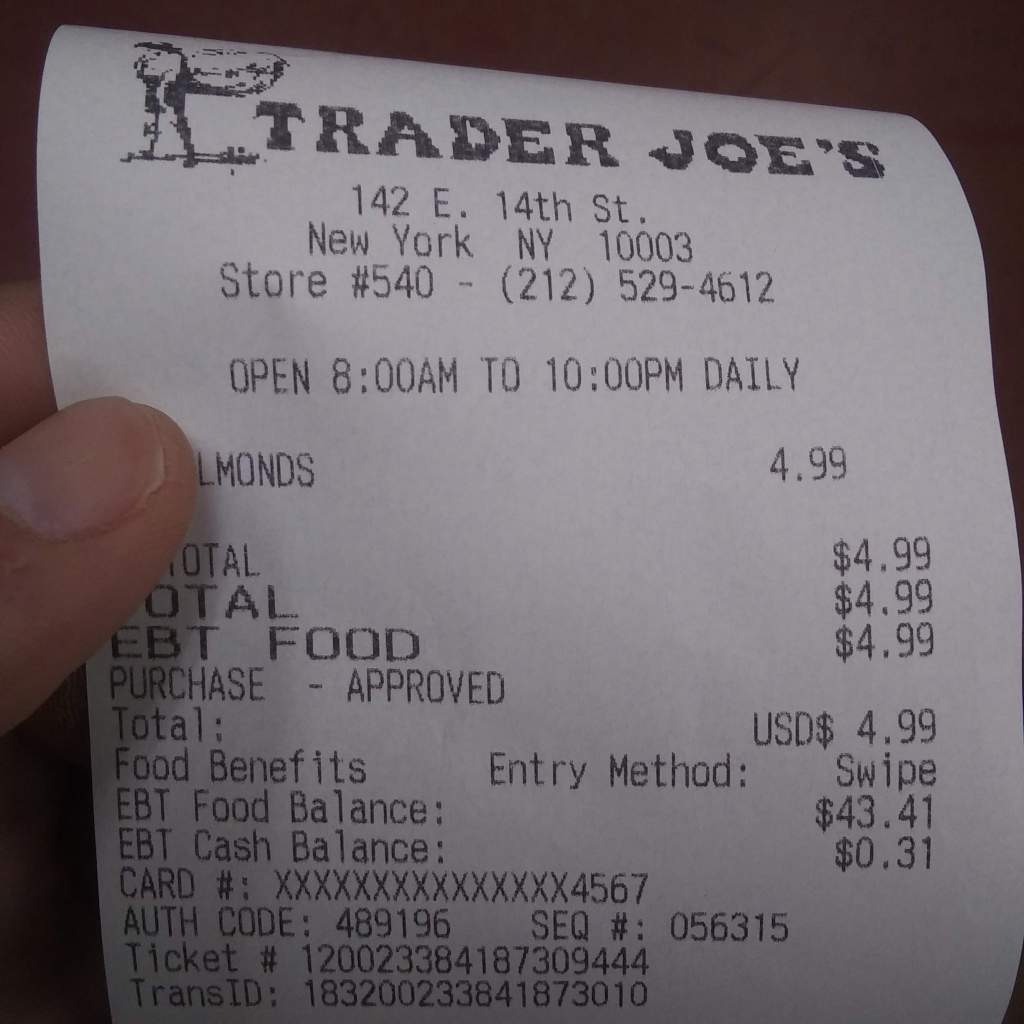 TRADER JOE'S
142 E. 14th St.
New York NY 10003
Store #540 - (212) 529-4612
OPEN 8:00AM TO 10:00PM DAILY
LMONDS 4.99
TOTAL $4.99
OTAL $4.99
EBT FOOD $4.99
PURCHASE - APPROVED
Total: USD$ 4.99
Food Benefits Entry Method: Swipe
EBT Food Balance: $43.41
EBT Cash Balance: $0.31
CARD #: XXXXXXXXXXXXXXX4567
AUTH CODE: 489196 SEQ #: 056315
Ticket # 120023384187309444
TransID: 183200233841873010